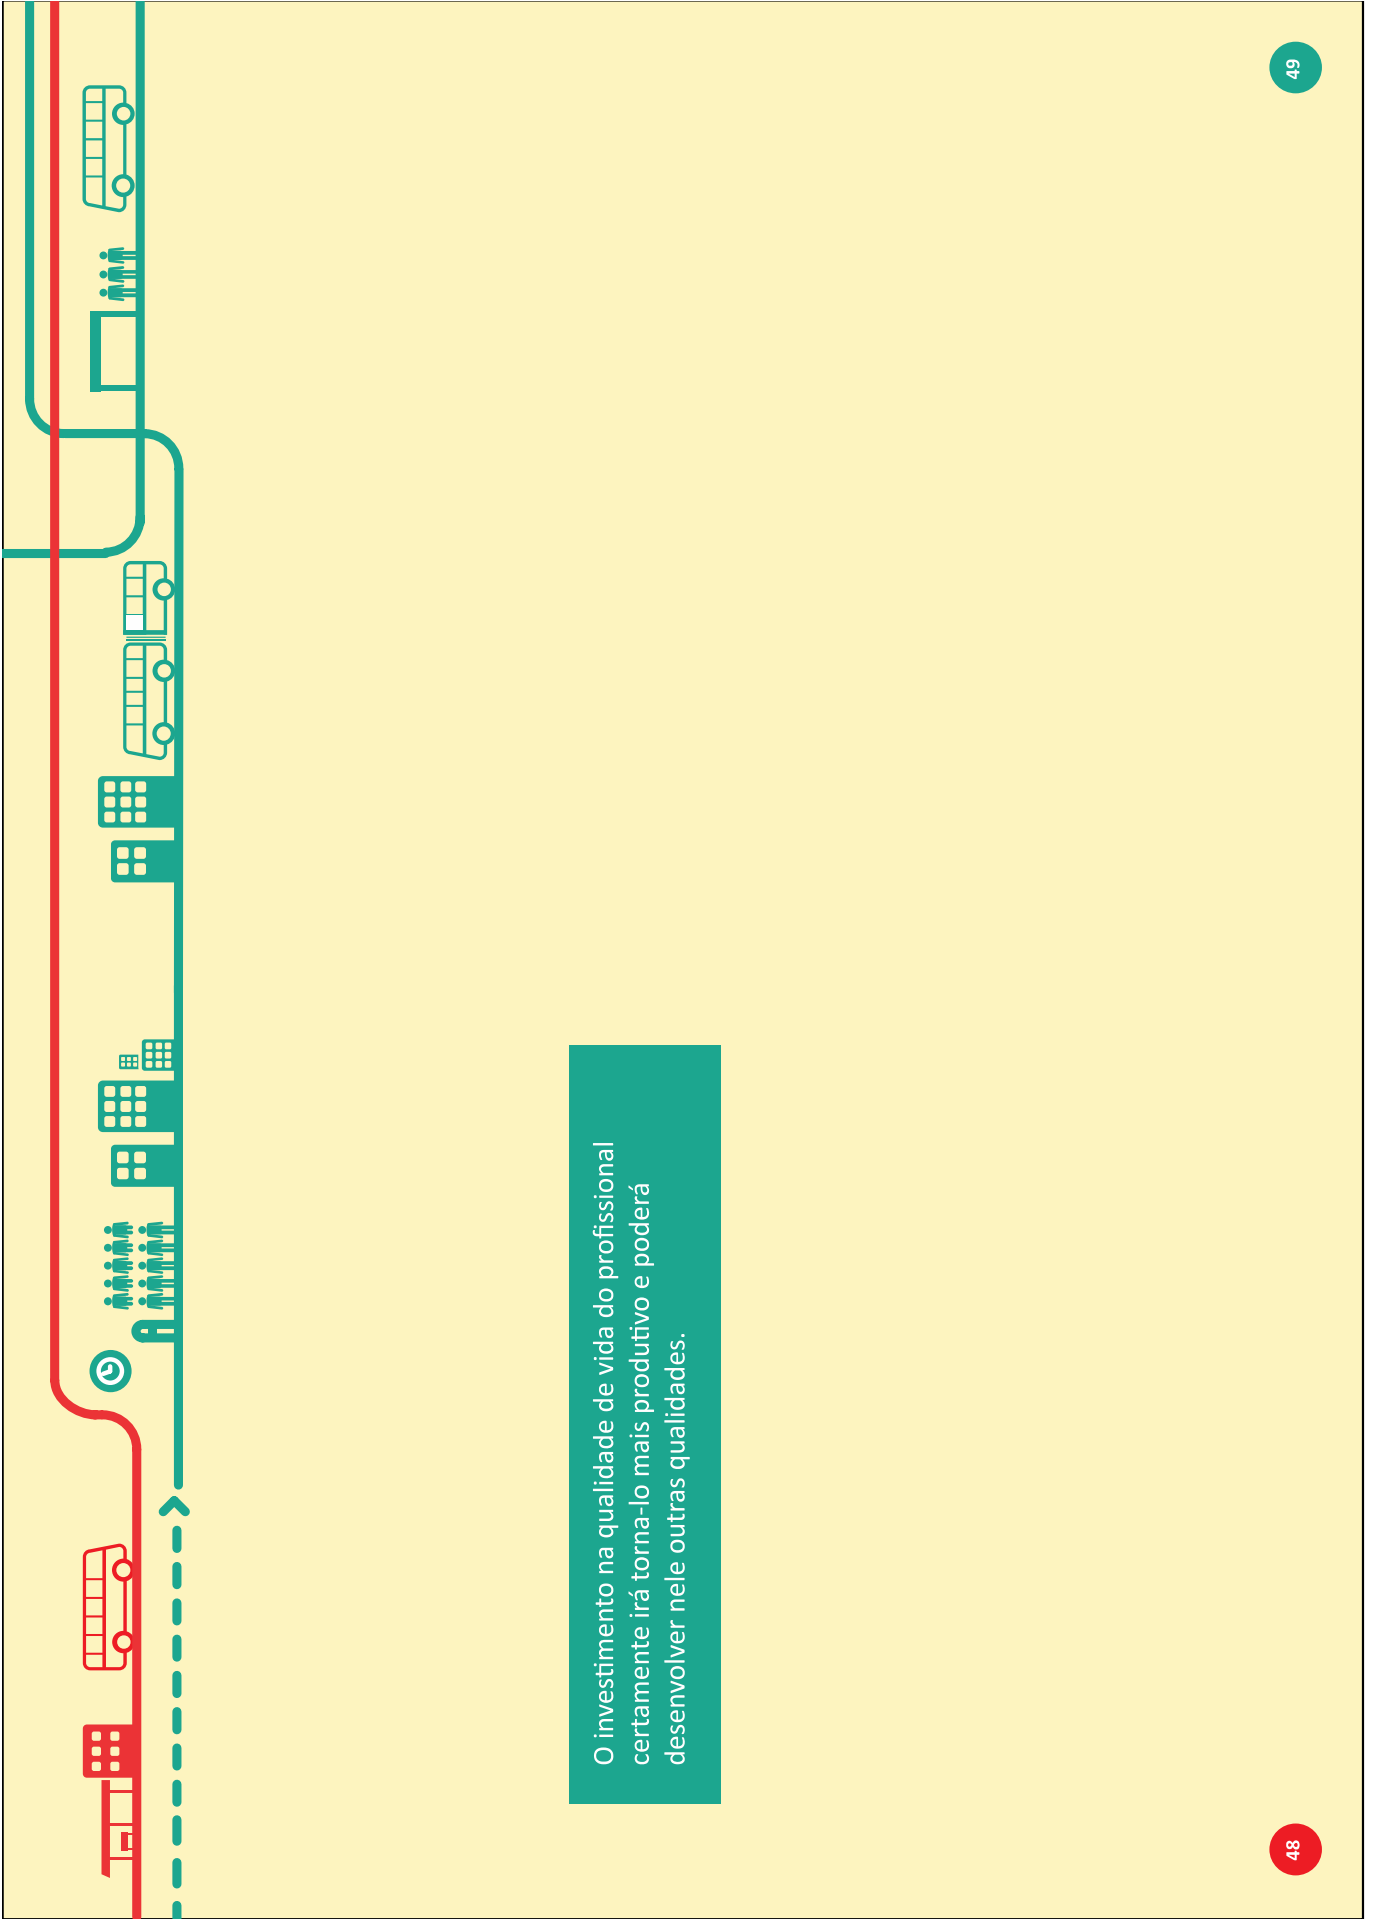 O investimento na qualidade de vida do profissional
certamente irá torna-lo mais produtivo e poderá
desenvolver nele outras qualidades.
48
49